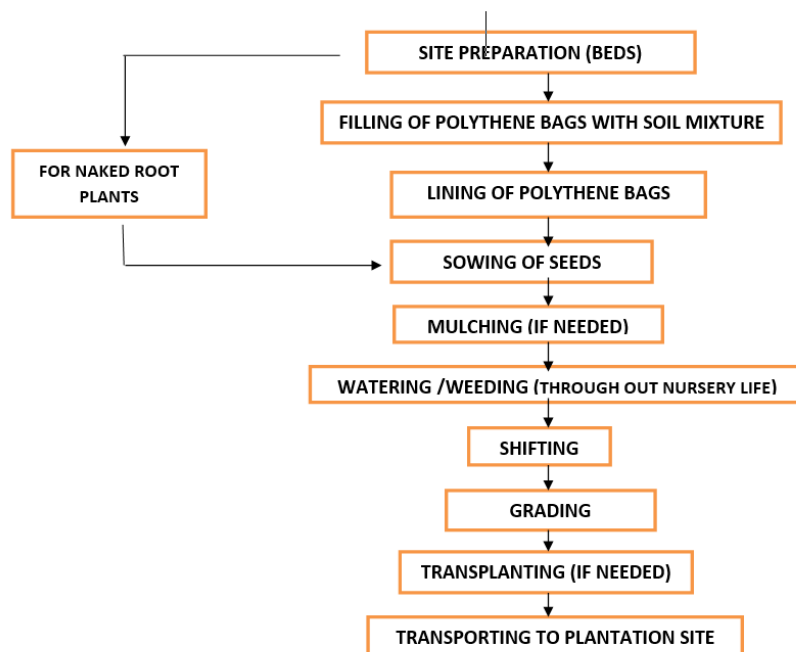 SITE PREPARATION (BEDS)
FILLING OF POLYTHENE BAGS WITH SOIL MIXTURE
FOR NAKED ROOT
PLANTS
LINING OF POLYTHENE BAGS
SOWING OF SEEDS
MULCHING (IF NEEDED)
WATERING /WEEDING (THROUGH OUT NURSERY LIFE)
SHIFTING
GRADING
TRANSPLANTING (IF NEEDED)
TRANSPORTING TO PLANTATION SITE